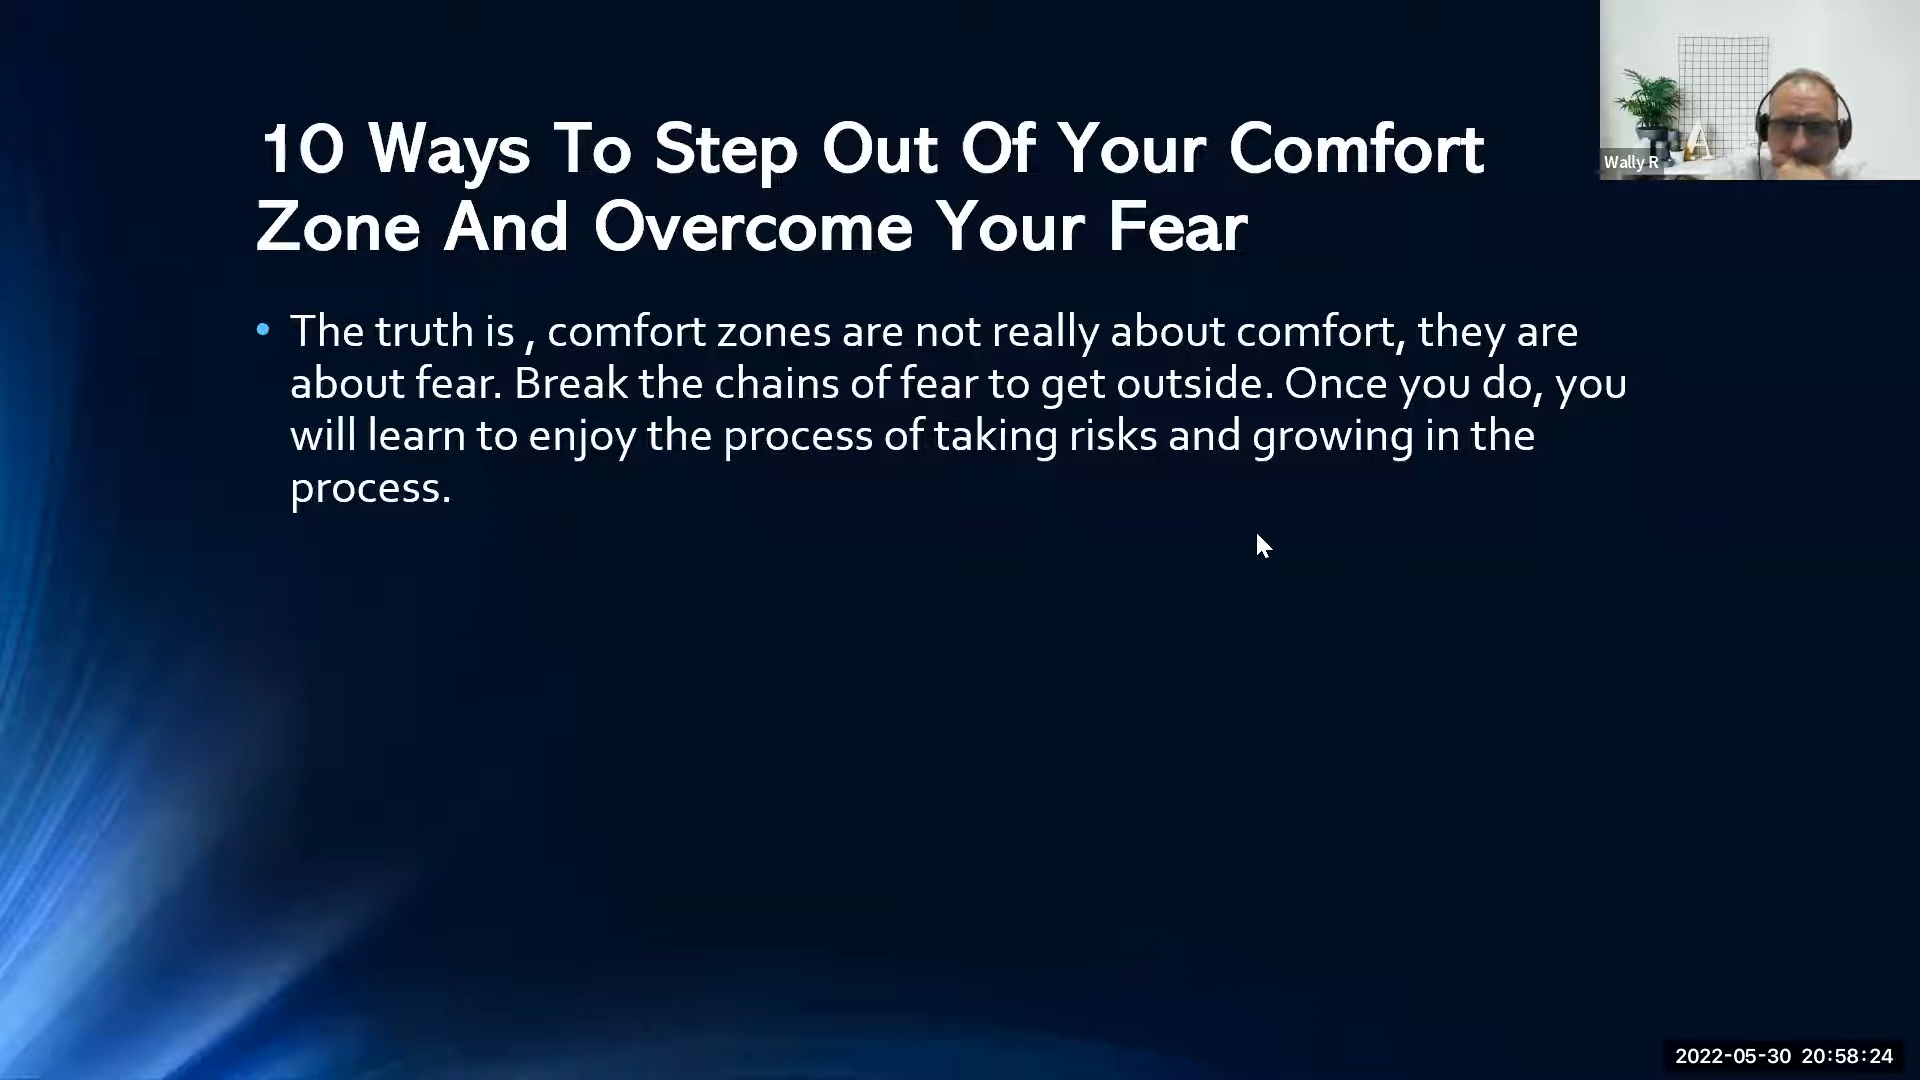 10 Ways To Step Out Of Your Comfort
Zone And Overcome Your Fear
• The truth is , comfort zones are not really about comfort, they are
about fear. Break the chains of fear to get outside. Once you do, you
will learn to enjoy the process of taking risks and growing in the
process.
A
Wally R
2022-05-30 20:58:24